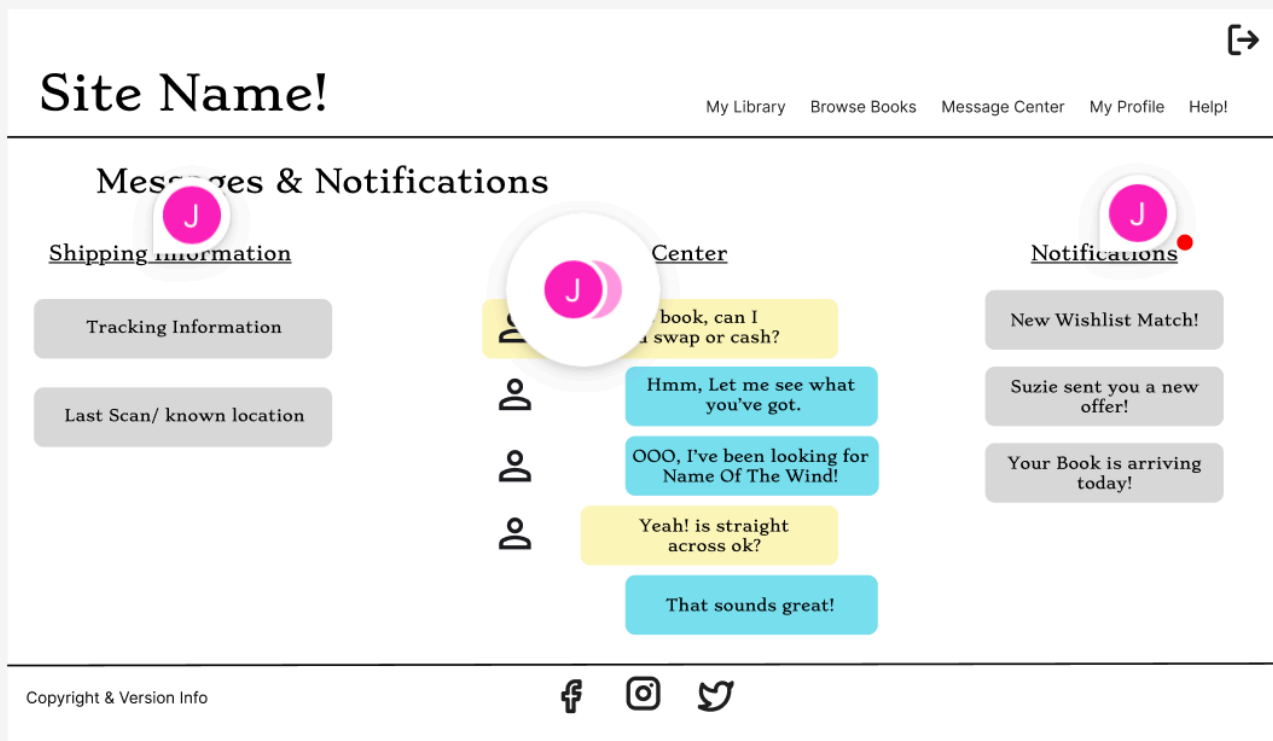 Site Name!
My Library Browse Books Message Center My Profile Help!
& Notifications
J
J
Shipping
Center
Notifications
J
Tracking Information
Last Scan/ known location
book, can I
swap or cash?
Hmm, Let me see what
you've got.
OOO, I've been looking for
Name Of The Wind!
Yeah! is straight
across ok?
That sounds great!
New Wishlist Match!
Suzie sent you a new
offer!
Your Book is arriving
today!
Copyright & Version Info